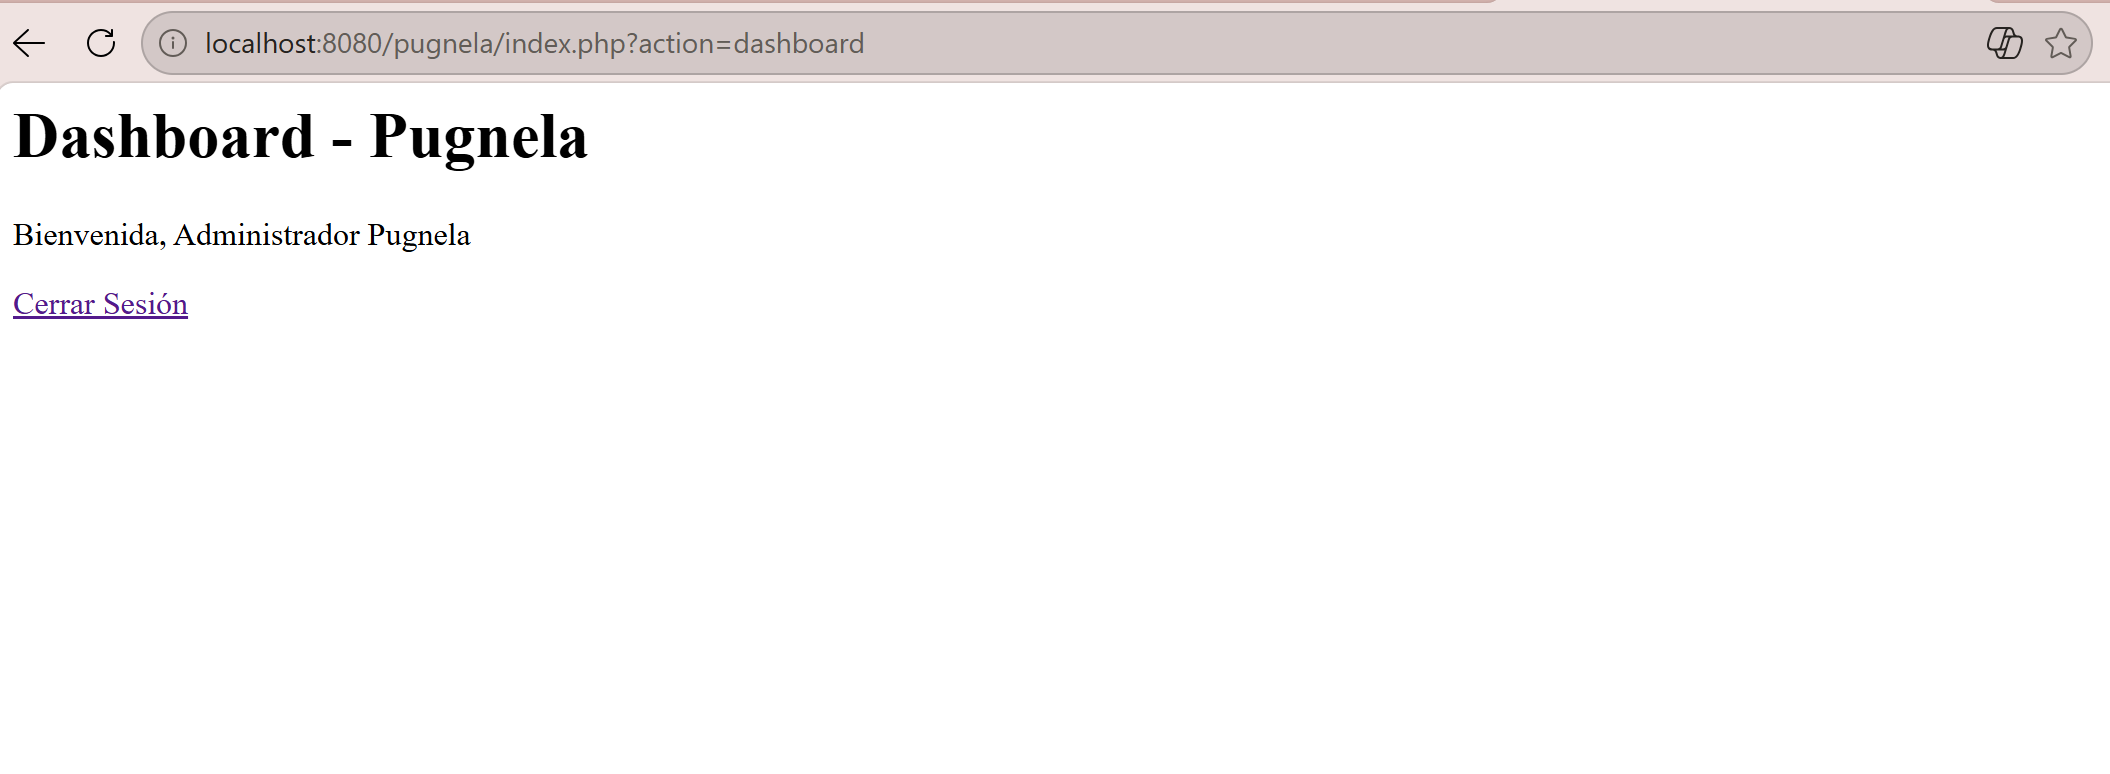 localhost:8080/pugnela/index.php?action=dashboard
Dashboard - Pugnela
Bienvenida, Administrador Pugnela
Cerrar Sesión